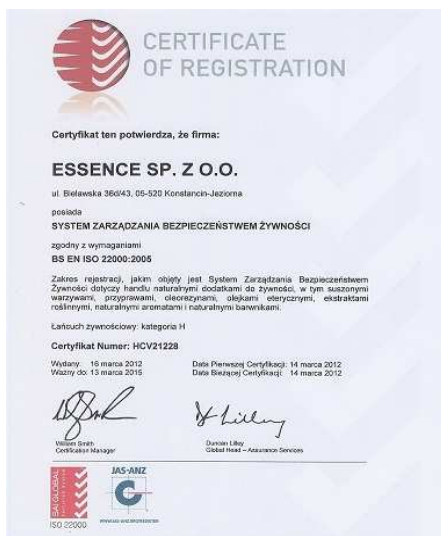 CERTIFICATE
OF REGISTRATION
Certyfikat ten potwierdza, że firma:
ESSENCE SP. Z O.O.
ul. Bielawska 36d/43, 05-520 Konstancin-Jeziorna
posiada
SYSTEM ZARZĄDZANIA BEZPIECZEŃSTWEM ŻYWNOŚCI
zgodny z wymaganiami
BS EN ISO 22000:2005
Zakres rejestracji, jakim objęty jest System Zarządzania Bezpieczeństwem
Żywności dotyczy handlu naturalnymi dodatkami do żywności, w tym suszonymi
warzywami, przyprawami, oleorezynami, olejkami eterycznymi, ekstraktami
roślinnymi, naturalnymi aromatami i naturalnymi barwnikami.
Łańcuch żywnościowy: kategoria H
Certyfikat Numer: HCV21228
Wydany: 16 marca 2012
Ważny do: 13 marca 2015
Data Pierwszej Certyfikacji: 14 marca 2012
Data Bieżącej Certyfikacji: 14 marca 2012
William Smith
Certification Manager
Duncan Lilley
Global Head – Assurance Services
SAI GLOBAL
ISO 22000
JAS-ANZ